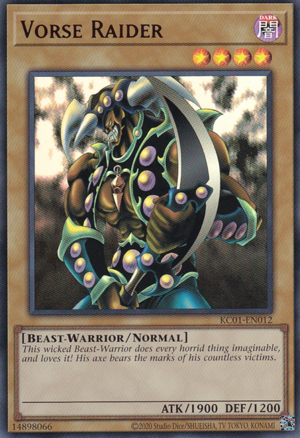 VORSE RAIDER
DARK
闇
KC01-EN012
[BEAST-WARRIOR/NORMAL]
This wicked Beast-Warrior does every horrid thing imaginable,
and loves it! His axe bears the marks of his countless victims.
ATK/1900 DEF/1200
14898066
©2020 Studio Dice/SHUEISHA, TV TOKYO, KONAMI